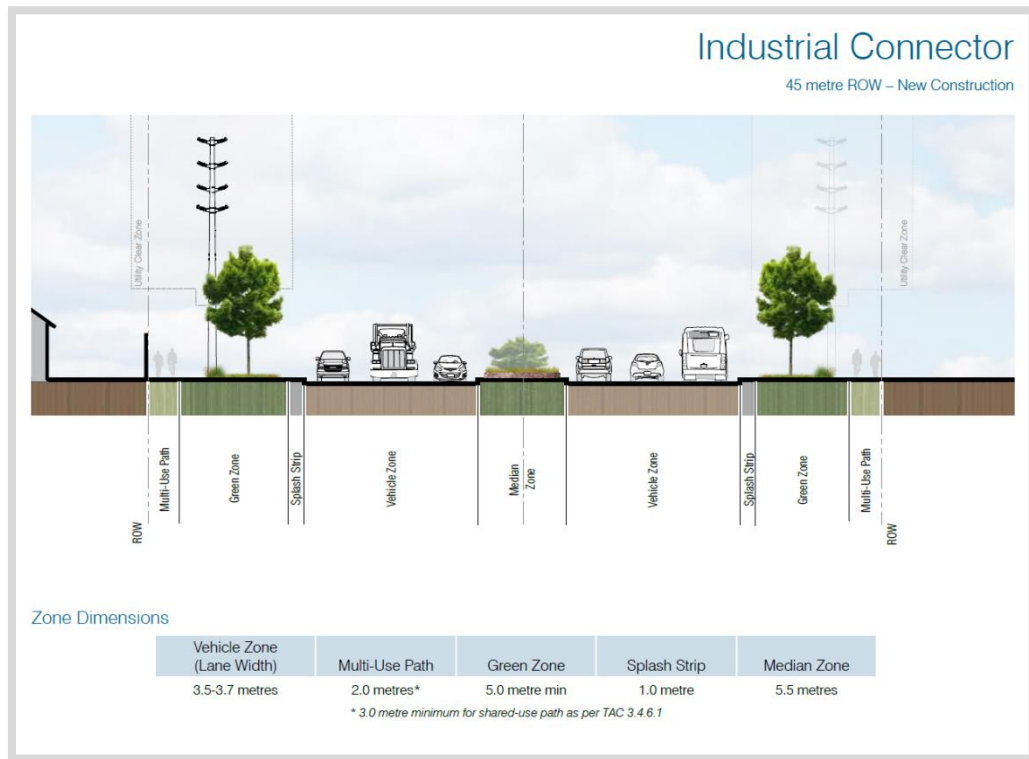 Industrial Connector
45 metre ROW – New Construction
Utility Clear Zone
Utility Clear Zone
ROW
Multi-Use Path
Green Zone
Splash Strip
Vehicle Zone
Median
Zone
Vehicle Zone
Splash Strip
Green Zone
Multi-Use Path
ROW
Zone Dimensions
Vehicle Zone
(Lane Width) Multi-Use Path Green Zone Splash Strip Median Zone
3.5-3.7 metres 2.0 metres* 5.0 metre min 1.0 metre 5.5 metres
* 3.0 metre minimum for shared-use path as per TAC 3.4.6.1